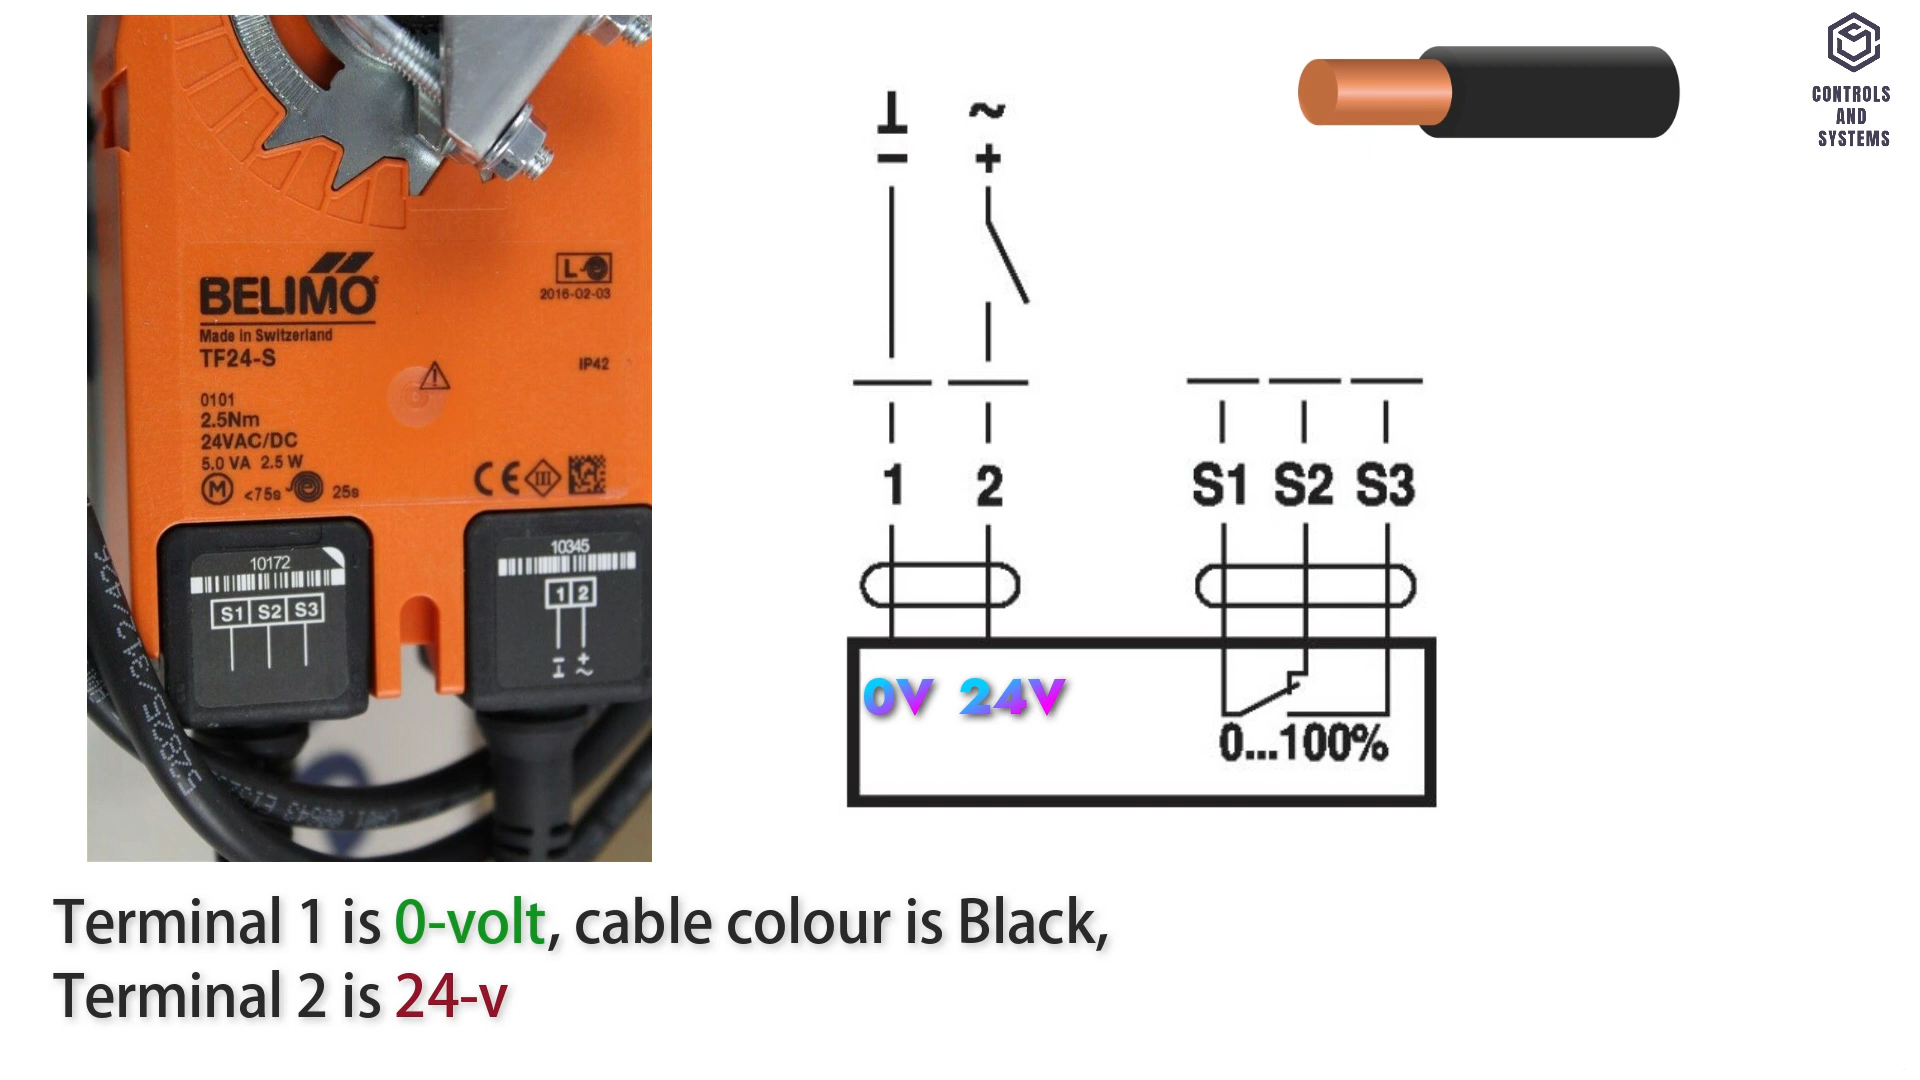 CONTROLS
AND
SYSTEMS
BELIMO
Made in Switzerland
TF24-S
L
2016-02-03
IP42
0101
2.5Nm
24VAC/DC
5.0 VA 2.5 W
M <75s 25s
CE III
10172
S1 S2 S3
10345
1 2
- +
⊥ ~
⊥ ~
- +
1 2 S1 S2 S3
0V 24V
0...100%
Terminal 1 is 0-volt, cable colour is Black,
Terminal 2 is 24-v